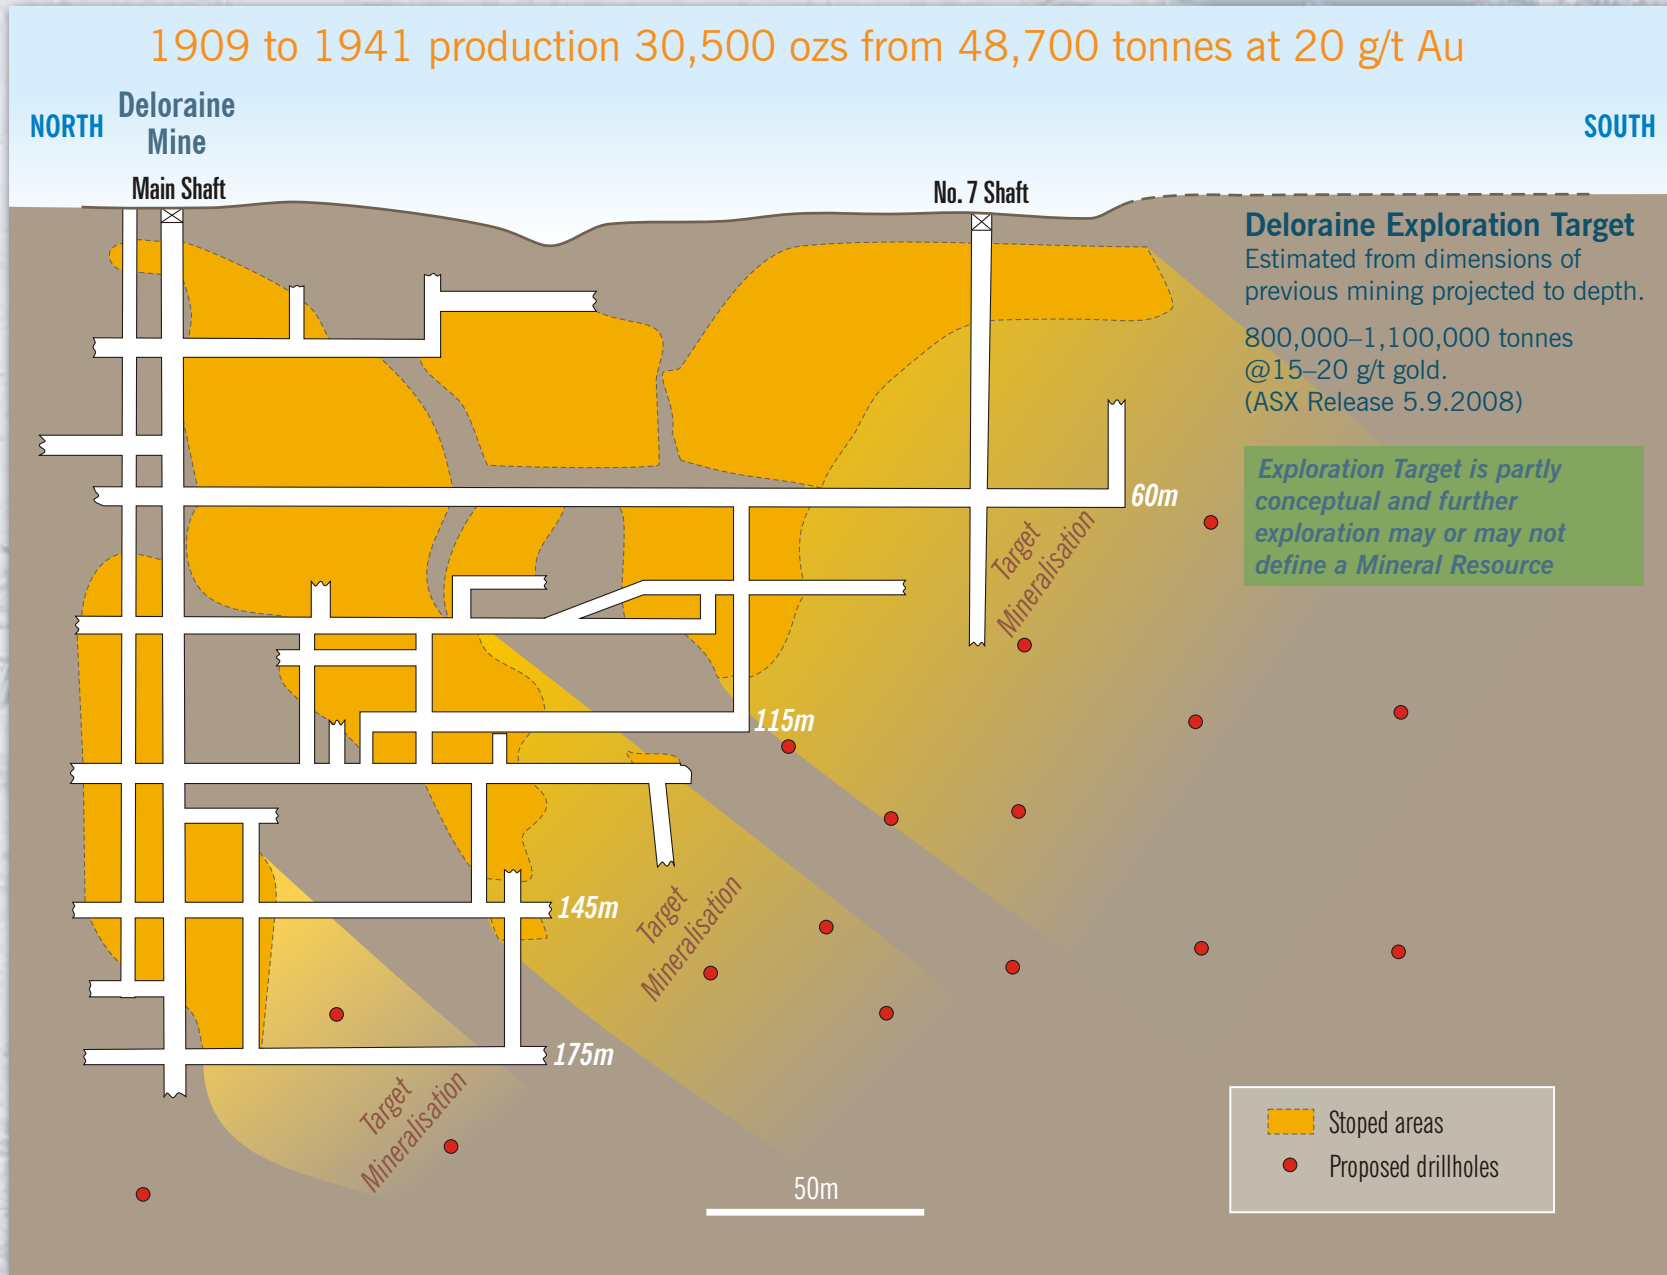 1909 to 1941 production 30,500 ozs from 48,700 tonnes at 20 g/t Au
Deloraine
Mine
NORTH
SOUTH
Main Shaft
No. 7 Shaft
Deloraine Exploration Target
Estimated from dimensions of
previous mining projected to depth.
800,000–1,100,000 tonnes
@15–20 g/t gold.
(ASX Release 5.9.2008)
Exploration Target is partly
conceptual and further
exploration may or may not
define a Mineral Resource
60m
Target
Mineralisation
115m
145m
Target
Mineralisation
175m
Target
Mineralisation
50m
Stoped areas
Proposed drillholes